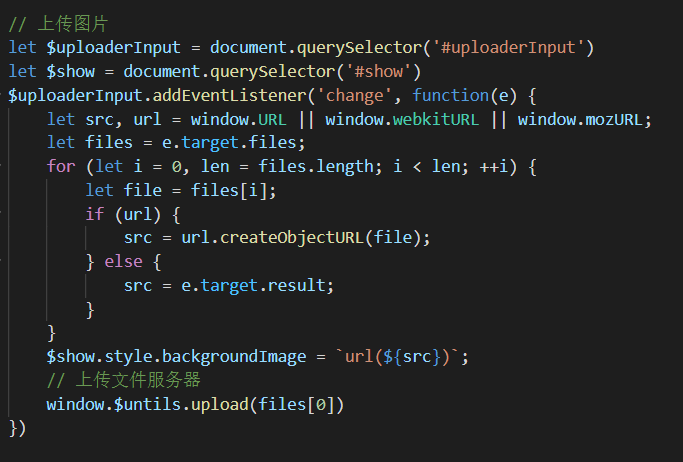 // 上传图片
let $uploaderInput = document.querySelector('#uploaderInput')
let $show = document.querySelector('#show')
$uploaderInput.addEventListener('change', function(e) {
    let src, url = window.URL || window.webkitURL || window.mozURL;
    let files = e.target.files;
    for (let i = 0, len = files.length; i < len; ++i) {
        let file = files[i];
        if (url) {
            src = url.createObjectURL(file);
        } else {
            src = e.target.result;
        }
    }
    $show.style.backgroundImage = `url(${src})`;
    // 上传文件服务器
    window.$untils.upload(files[0])
})